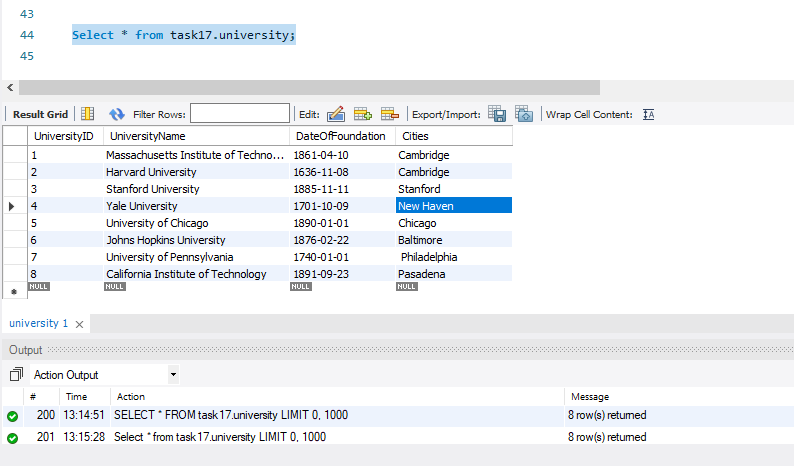 43
44 Select * from task17.university;
45
Result Grid Filter Rows: Edit: Export/Import: Wrap Cell Content: IA
UniversityID UniversityName DateOfFoundation Cities
1 Massachusetts Institute of Techno... 1861-04-10 Cambridge
2 Harvard University 1636-11-08 Cambridge
3 Stanford University 1885-11-11 Stanford
4 Yale University 1701-10-09 New Haven
5 University of Chicago 1890-01-01 Chicago
6 Johns Hopkins University 1876-02-22 Baltimore
7 University of Pennsylvania 1740-01-01 Philadelphia
8 California Institute of Technology 1891-09-23 Pasadena
NULL NULL NULL NULL
university 1
Output
Action Output
# Time Action Message
200 13:14:51 SELECT * FROM task17.university LIMIT 0, 1000 8 row(s) returned
201 13:15:28 Select * from task17.university LIMIT 0, 1000 8 row(s) returned